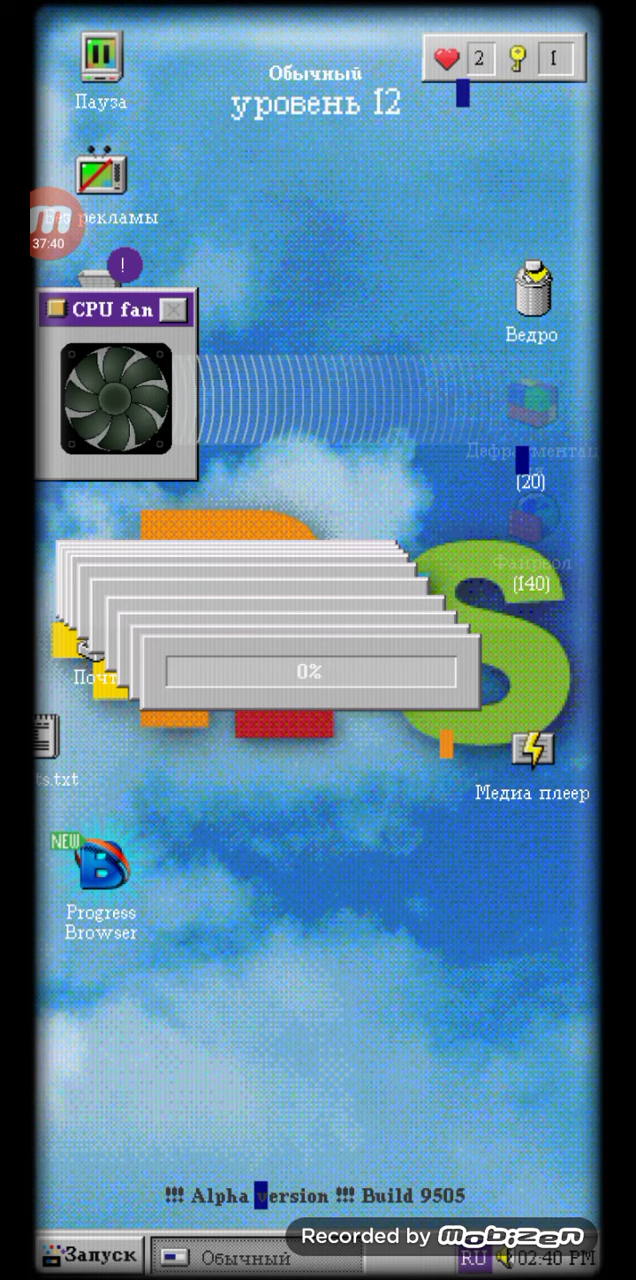 Обычный
уровень 12
2
1
Пауза
Без рекламы
37:40
!
CPU fan
Ведро
(20)
(140)
0%
Почт
ts.txt
Медиа плеер
NEW
Progress
Browser
!!! Alpha version !!! Build 9505
Recorded by mobizen
Запуск
Обычный
RU
02:40 PM